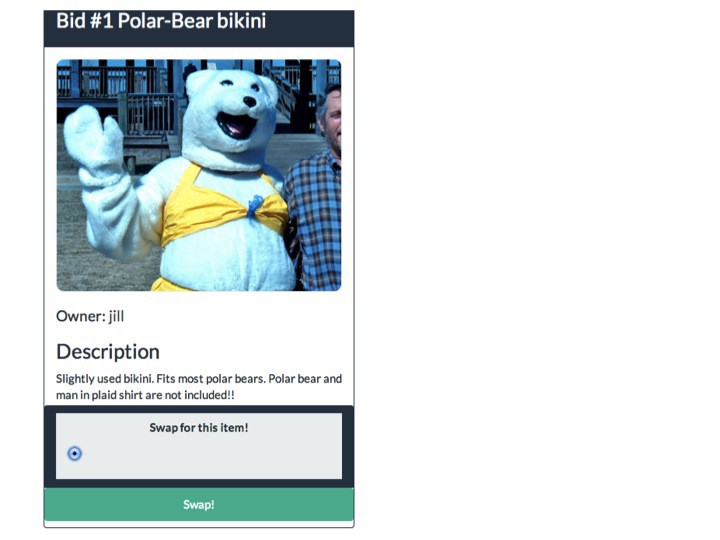 Bid #1 Polar-Bear bikini
Owner: jill
Description
Slightly used bikini. Fits most polar bears. Polar bear and
man in plaid shirt are not included!!
Swap for this item!
Swap!